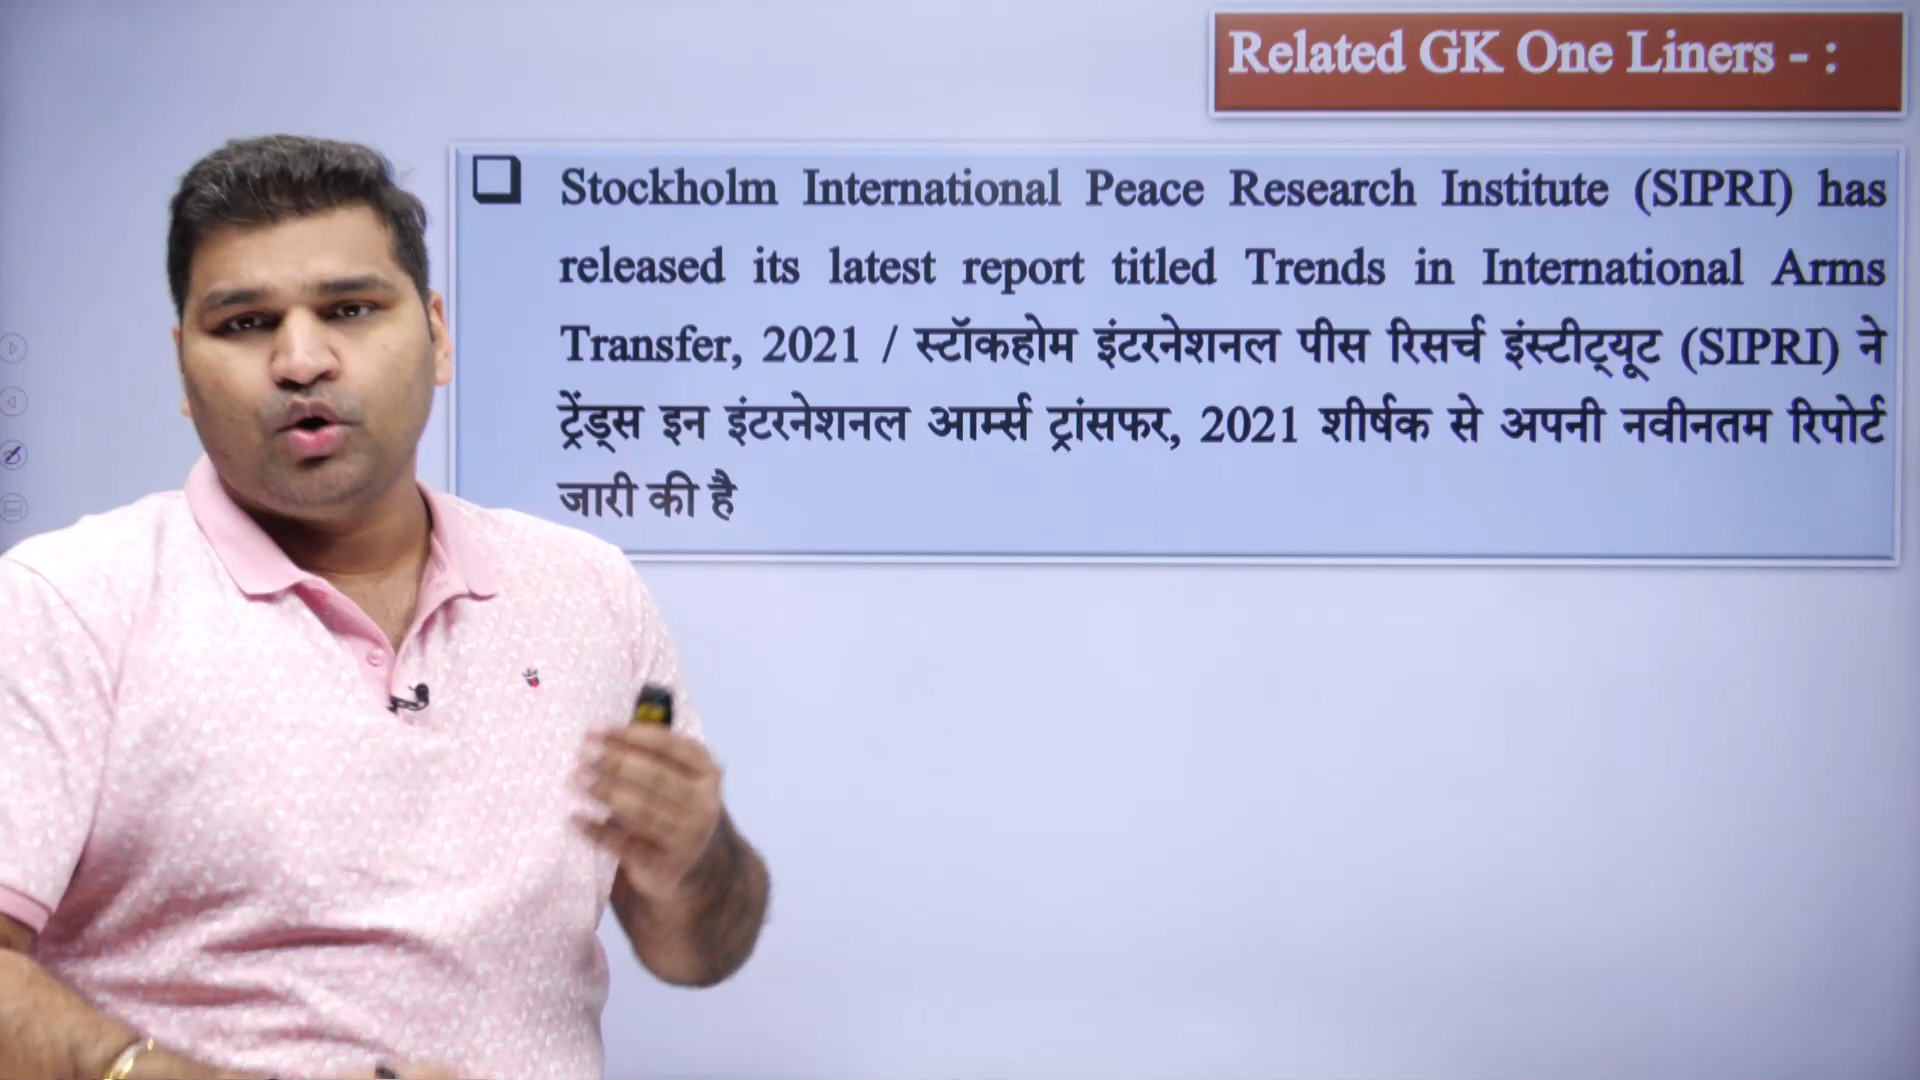 Related GK One Liners - :
Stockholm International Peace Research Institute (SIPRI) has
released its latest report titled Trends in International Arms
Transfer, 2021 / स्टॉकहोम इंटरनेशनल पीस रिसर्च इंस्टीट्यूट (SIPRI) ने
ट्रेंड्स इन इंटरनेशनल आर्म्स ट्रांसफर, 2021 शीर्षक से अपनी नवीनतम रिपोर्ट
जारी की है